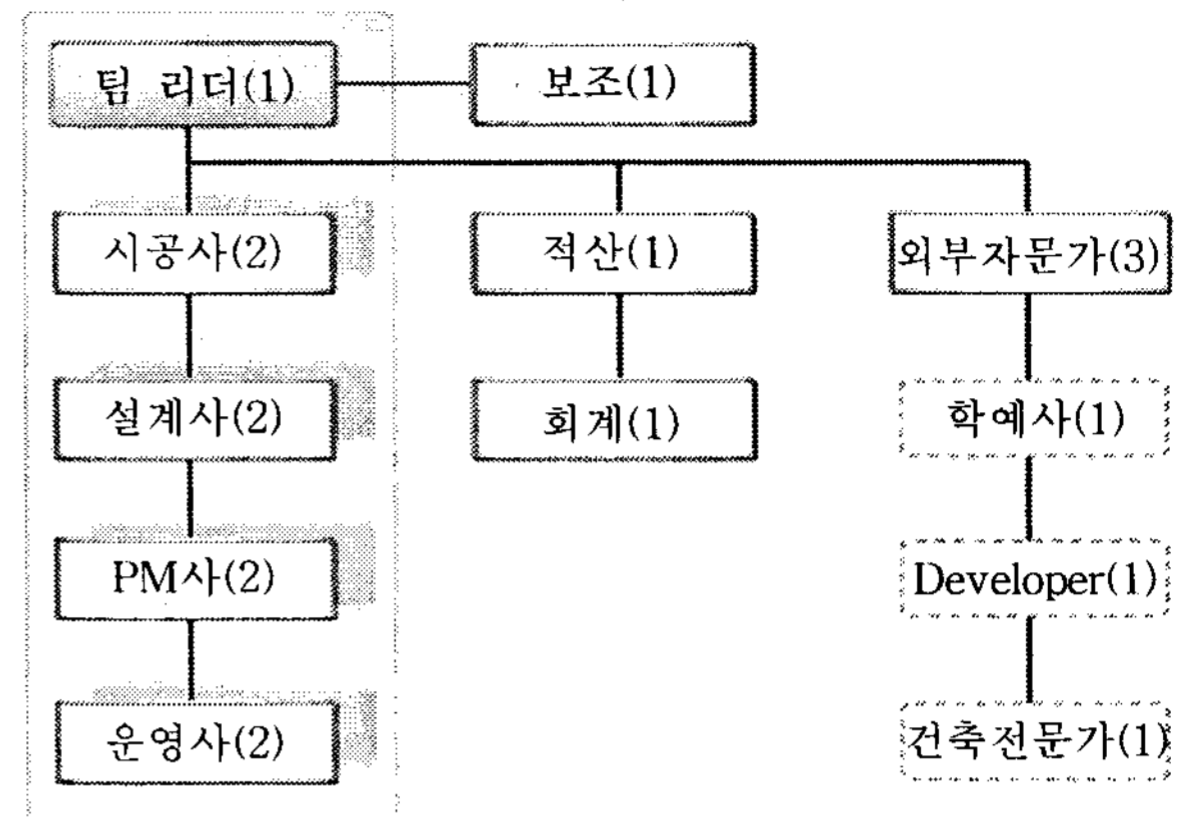 팀 리더(1)
보조(1)
시공사(2)
적산(1)
외부자문가(3)
설계사(2)
회계(1)
학예사(1)
PM사(2)
Developer(1)
운영사(2)
건축전문가(1)